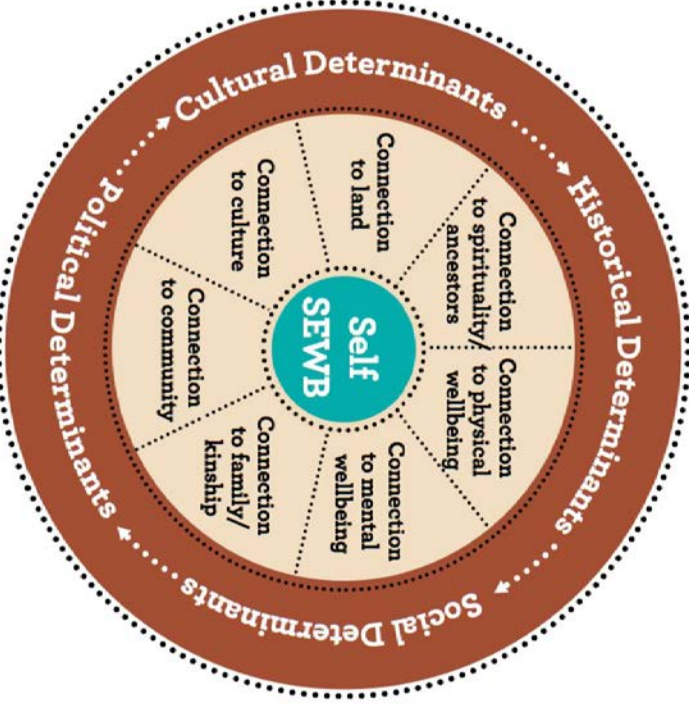 Social Determinants
Political Determinants
Cultural Determinants
Historical Determinants
Connection
to physical
wellbeing
Connection
to mental
wellbeing
Connection
to family/
kinship
Connection
to community
Connection
to culture
Connection
to land
Connection
to spirituality/
ancestors
Self
SEWB